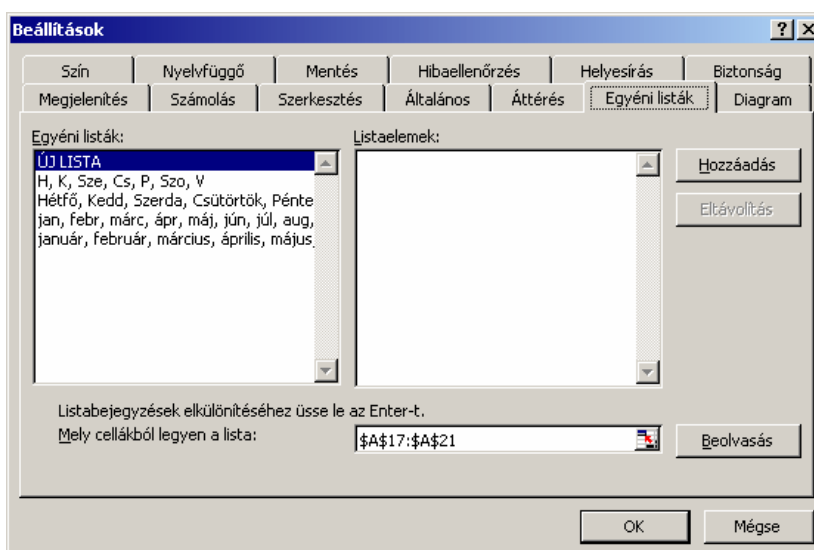 Beállítások
Szín Nyelvfüggő Mentés Hibaellenőrzés Helyesírás Biztonság
Megjelenítés Számolás Szerkesztés Általános Áttérés Egyéni listák Diagram
Egyéni listák:
Listaelemek:
ÚJ LISTA
H, K, Sze, Cs, P, Szo, V
Hétfő, Kedd, Szerda, Csütörtök, Pénte
jan, febr, márc, ápr, máj, jún, júl, aug,
január, február, március, április, május,
Hozzáadás
Eltávolítás
Listabejegyzések elkülönítéséhez üsse le az Enter-t.
Mely cellákból legyen a lista:
$A$17:$A$21
Beolvasás
OK
Mégse